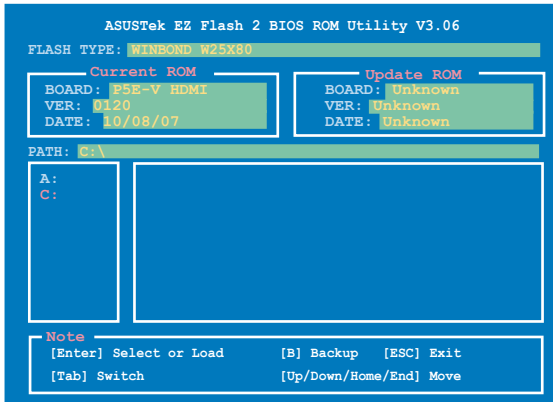 ASUSTek EZ Flash 2 BIOS ROM Utility V3.06
FLASH TYPE: WINBOND W25X80
Current ROM
BOARD: P5E-V HDMI
VER: 0120
DATE: 10/08/07
Update ROM
BOARD: Unknown
VER: Unknown
DATE: Unknown
PATH: C:\
A:
C:
Note
[Enter] Select or Load [B] Backup [ESC] Exit
[Tab] Switch [Up/Down/Home/End] Move